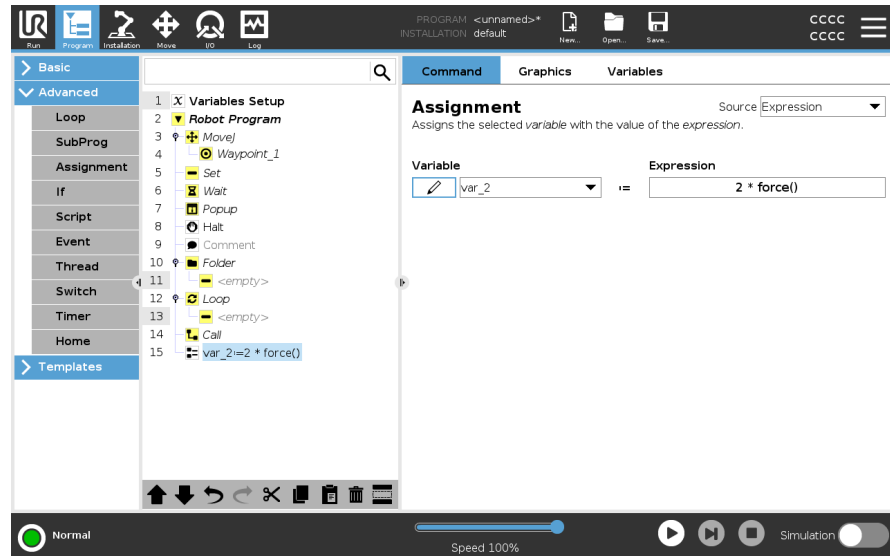 UR
Run
Program
Installation
Move
I/O
Log
PROGRAM <unnamed>*
INSTALLATION default
New...
Open...
Save...
CCCC
CCCC
Basic
Advanced
Loop
SubProg
Assignment
If
Script
Event
Thread
Switch
Timer
Home
Templates
1 X Variables Setup
2 Robot Program
3 MoveJ
4 Waypoint_1
5 Set
6 Wait
7 Popup
8 Halt
9 Comment
10 Folder
11 <empty>
12 Loop
13 <empty>
14 Call
15 var_2:=2 * force()
Command Graphics Variables
Assignment
Source Expression
Assigns the selected variable with the value of the expression.
Variable Expression
var_2 := 2 * force()
Normal
Speed 100%
Simulation